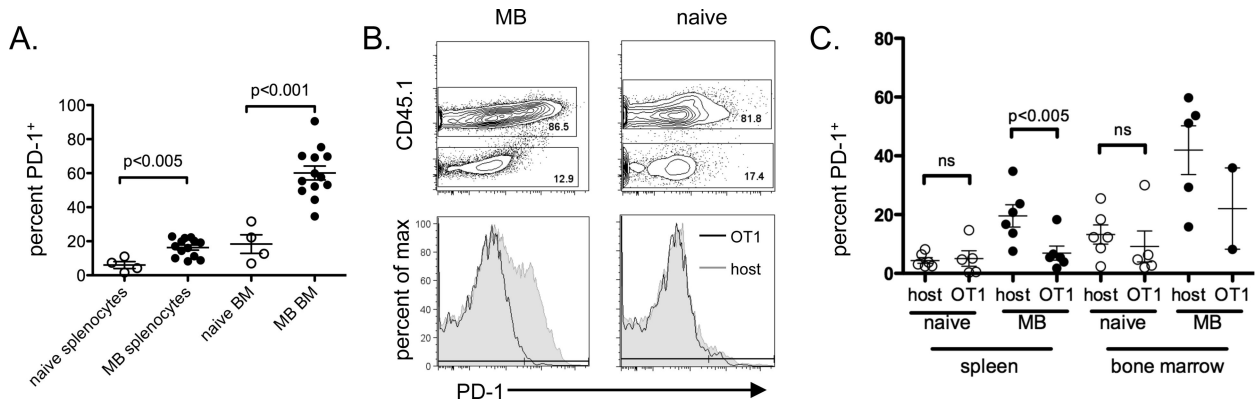 A.
percent PD-1+
100
80
60
40
20
0
p<0.005
p<0.001
naive splenocytes
MB splenocytes
naive BM
MB BM
B.
MB
naive
CD45.1
86.5
12.9
81.8
17.4
percent of max
100
80
60
40
20
0
OT1
host
PD-1
C.
percent PD-1+
80
60
40
20
0
ns
p<0.005
ns
host OT1 host OT1 host OT1 host OT1
naive MB naive MB
spleen bone marrow